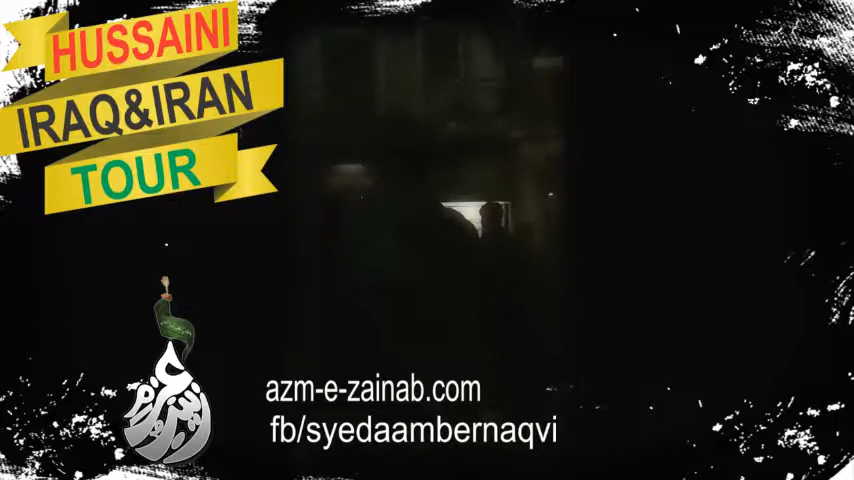 HUSSAINI
IRAQ&IRAN
TOUR
azm-e-zainab.com
fb/syedaambernaqvi